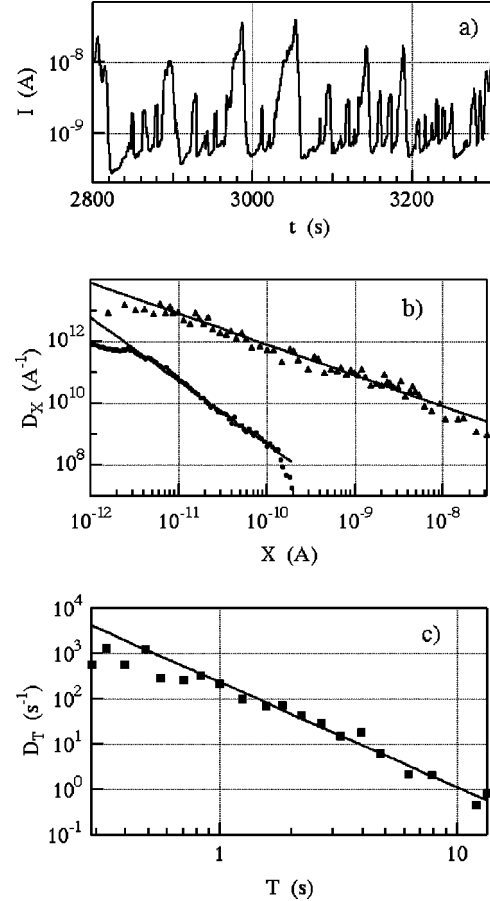 a)
I (A)
10⁻⁸
10⁻⁹
2800 3000 3200
t (s)
b)
D_X (A⁻¹)
10¹²
10¹⁰
10⁸
10⁻¹² 10⁻¹¹ 10⁻¹⁰ 10⁻⁹ 10⁻⁸
X (A)
c)
D_T (s⁻¹)
10⁴
10³
10²
10¹
10⁰
10⁻¹
1 10
T (s)